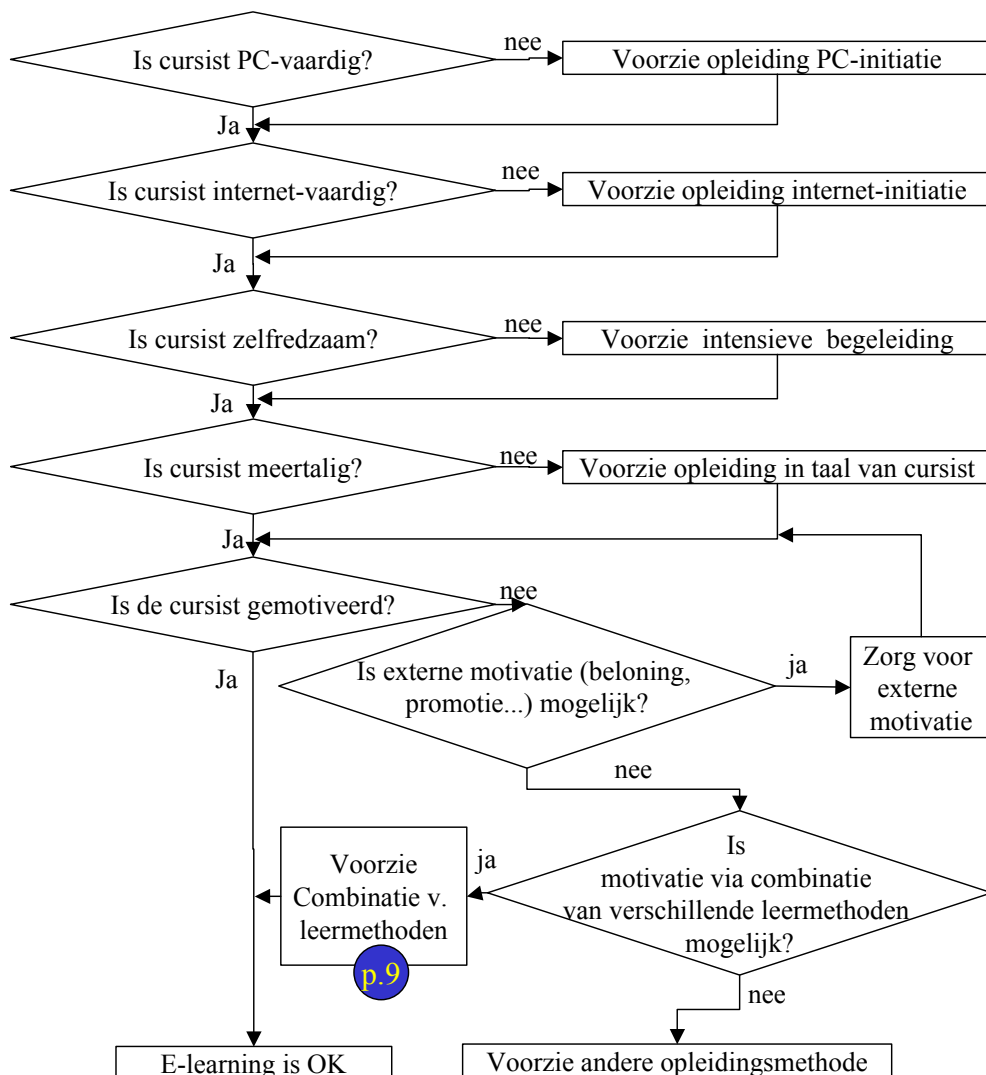 Is cursist PC-vaardig?
nee
Voorzie opleiding PC-initiatie
Ja
Is cursist internet-vaardig?
nee
Voorzie opleiding internet-initiatie
Ja
Is cursist zelfredzaam?
nee
Voorzie intensieve begeleiding
Ja
Is cursist meertalig?
nee
Voorzie opleiding in taal van cursist
Ja
Is de cursist gemotiveerd?
nee
Ja
Is externe motivatie (beloning,
promotie...) mogelijk?
ja
Zorg voor
externe
motivatie
nee
Is
motivatie via combinatie
van verschillende leermethoden
mogelijk?
ja
Voorzie
Combinatie v.
leermethoden
p.9
nee
E-learning is OK
Voorzie andere opleidingsmethode